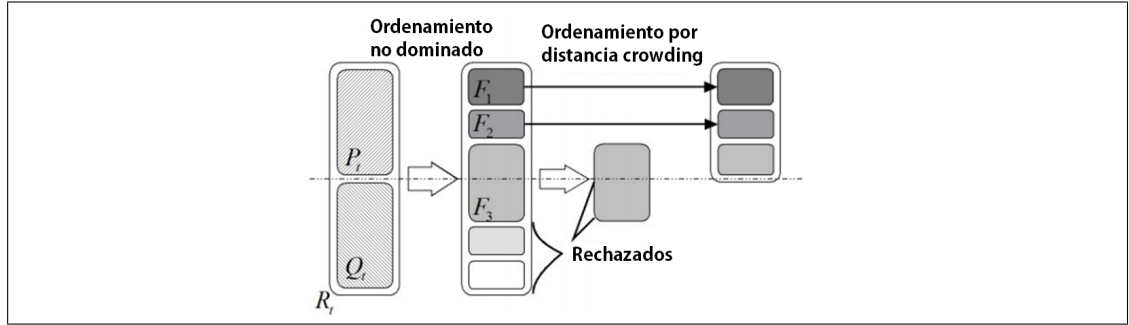 Ordenamiento
no dominado
Ordenamiento por
distancia crowding
F1
F2
Pt
F3
Qt
Rechazados
Rt